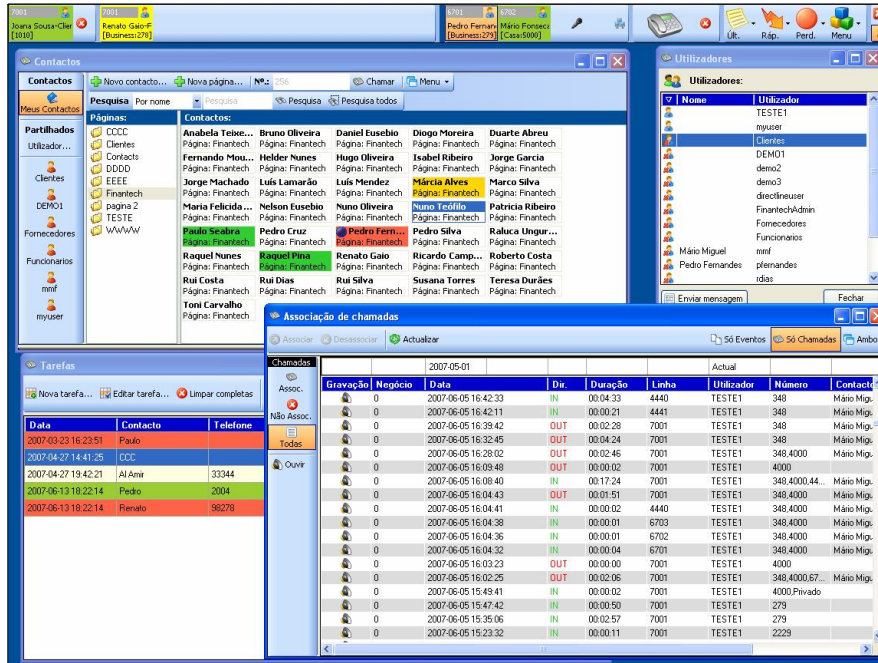 7001 7001 6701 6702
Joana Sousa-Clier Renato Gaio-F Pedro Fernan Mário Fonseca
[1010] [Business:278] [Business:279] [Casa:5000]
Últ. Ráp. Perd. Menu
Contactos
Contactos Novo contacto... Nova página... Nº.: 256 Chamar Menu
Meus Contactos
Pesquisa Por nome Pesquisa Pesquisa Pesquisa todos
Partilhados
Utilizador...
Clientes
DEMO1
Fornecedores
Funcionarios
mmf
myuser
Páginas:
CCCC
Clientes
Contacts
DDDD
EEEE
Finantech
pagina 2
TESTE
WWWW
Contactos:
Anabela Teixe... Bruno Oliveira Daniel Eusebio Diogo Moreira Duarte Abreu
Página: Finantech Página: Finantech Página: Finantech Página: Finantech Página: Finantech
Fernando Mou... Helder Nunes Hugo Oliveira Isabel Ribeiro Jorge Garcia
Página: Finantech Página: Finantech Página: Finantech Página: Finantech Página: Finantech
Jorge Machado Luís Lamarão Luís Mendez Márcia Alves Marco Silva
Página: Finantech Página: Finantech Página: Finantech Página: Finantech Página: Finantech
Maria Felicida... Nelson Eusebio Nuno Oliveira Nuno Teófilo Patricia Ribeiro
Página: Finantech Página: Finantech Página: Finantech Página: Finantech Página: Finantech
Paulo Seabra Pedro Cruz Pedro Fern... Pedro Silva Raluca Ungur...
Página: Finantech Página: Finantech Página: Finantech Página: Finantech Página: Finantech
Raquel Nunes Raquel Pina Renato Gaio Ricardo Camp... Roberto Costa
Página: Finantech Página: Finantech Página: Finantech Página: Finantech Página: Finantech
Rui Costa Rui Dias Rui Silva Susana Torres Teresa Durães
Página: Finantech Página: Finantech Página: Finantech Página: Finantech Página: Finantech
Toni Carvalho
Página: Finantech
Utilizadores
Utilizadores:
Nome Utilizador
TESTE1
myuser
Clientes
DEMO1
demo2
demo3
directlineuser
FinantechAdmin
Fornecedores
Funcionarios
Mário Miguel mmf
Pedro Fernandes pfernandes
rdias
Enviar mensagem Fechar
Tarefas
Nova tarefa... Editar tarefa... Limpar completas
Data Contacto Telefone
2007-03-23 16:23:51 Paulo
2007-04-27 14:41:25 CCC
2007-04-27 19:42:21 Al Amir 33344
2007-06-13 18:22:14 Pedro 2004
2007-06-13 18:22:14 Renato 98278
Associação de chamadas
Associar Desassociar Actualizar Só Eventos Só Chamadas Ambo
Chamadas
Assoc.
Não Assoc.
Todas
Ouvir
2007-05-01 Actual
Gravação Negócio Data Dir. Duração Linha Utilizador Número Contacto
0 2007-06-05 16:42:33 IN 00:04:33 4440 TESTE1 348 Mário Migu
0 2007-06-05 16:42:11 IN 00:00:21 4441 TESTE1 348 Mário Migu
0 2007-06-05 16:39:42 OUT 00:02:28 7001 TESTE1 348 Mário Migu
0 2007-06-05 16:32:45 OUT 00:04:24 7001 TESTE1 348 Mário Migu
0 2007-06-05 16:28:02 OUT 00:02:46 7001 TESTE1 348,4000 Mário Migu
0 2007-06-05 16:09:48 OUT 00:00:02 7001 TESTE1 4000
0 2007-06-05 16:08:40 IN 00:17:24 7001 TESTE1 348,4000,44... Mário Migu
0 2007-06-05 16:04:43 OUT 00:01:51 7001 TESTE1 348,4000 Mário Migu
0 2007-06-05 16:04:41 IN 00:00:02 4440 TESTE1 348,4000 Mário Migu
0 2007-06-05 16:04:38 IN 00:00:01 6703 TESTE1 348,4000 Mário Migu
0 2007-06-05 16:04:36 IN 00:00:01 6702 TESTE1 348,4000 Mário Migu
0 2007-06-05 16:04:32 IN 00:00:04 6701 TESTE1 348,4000 Mário Migu
0 2007-06-05 16:03:23 OUT 00:00:00 7001 TESTE1 4000
0 2007-06-05 16:02:25 OUT 00:02:06 7001 TESTE1 348,4000,67... Mário Migu
0 2007-06-05 15:49:41 IN 00:00:02 7001 TESTE1 4000,Privado
0 2007-06-05 15:47:42 IN 00:00:50 7001 TESTE1 279
0 2007-06-05 15:35:06 IN 00:02:57 7001 TESTE1 279
0 2007-06-05 15:23:32 IN 00:00:11 7001 TESTE1 2229